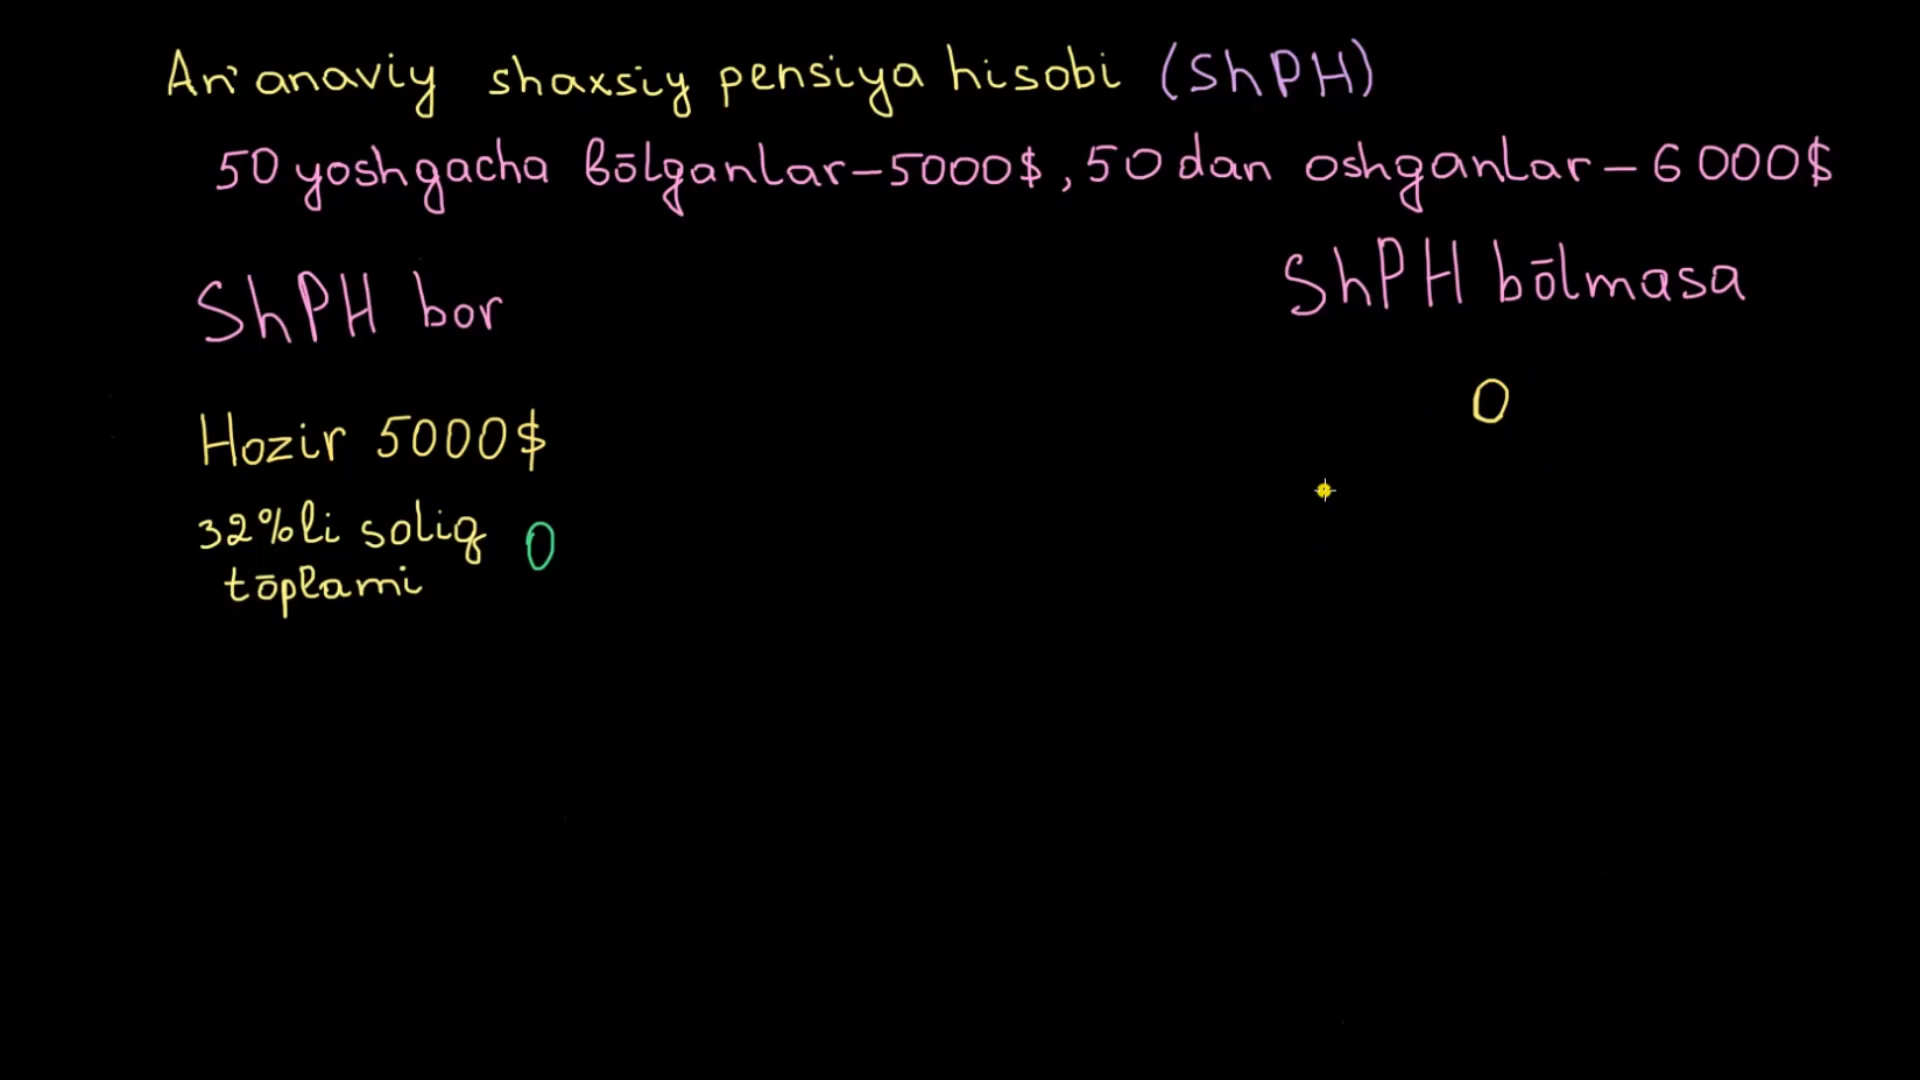 An'anaviy shaxsiy pensiya hisobi (ShPH)
50 yoshgacha bōlganlar-5000$, 50 dan oshganlar-6000$
ShPH bor
ShPH bōlmasa
0
Hozir 5000$
32%li soliq 0
tōplami